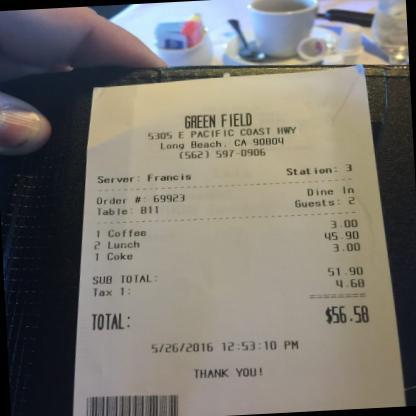 GREEN FIELD
5305 E PACIFIC COAST HWY
Long Beach, CA 90804
(562) 597-0906
Server: Francis Station: 3
Order #: 69923 Dine In
Table: B11 Guests: 2
1 Coffee 3.00
2 Lunch 45.90
1 Coke 3.00
SUB TOTAL: 51.90
Tax 1: 4.68
TOTAL: $56.58
5/26/2016 12:53:10 PM
THANK YOU!